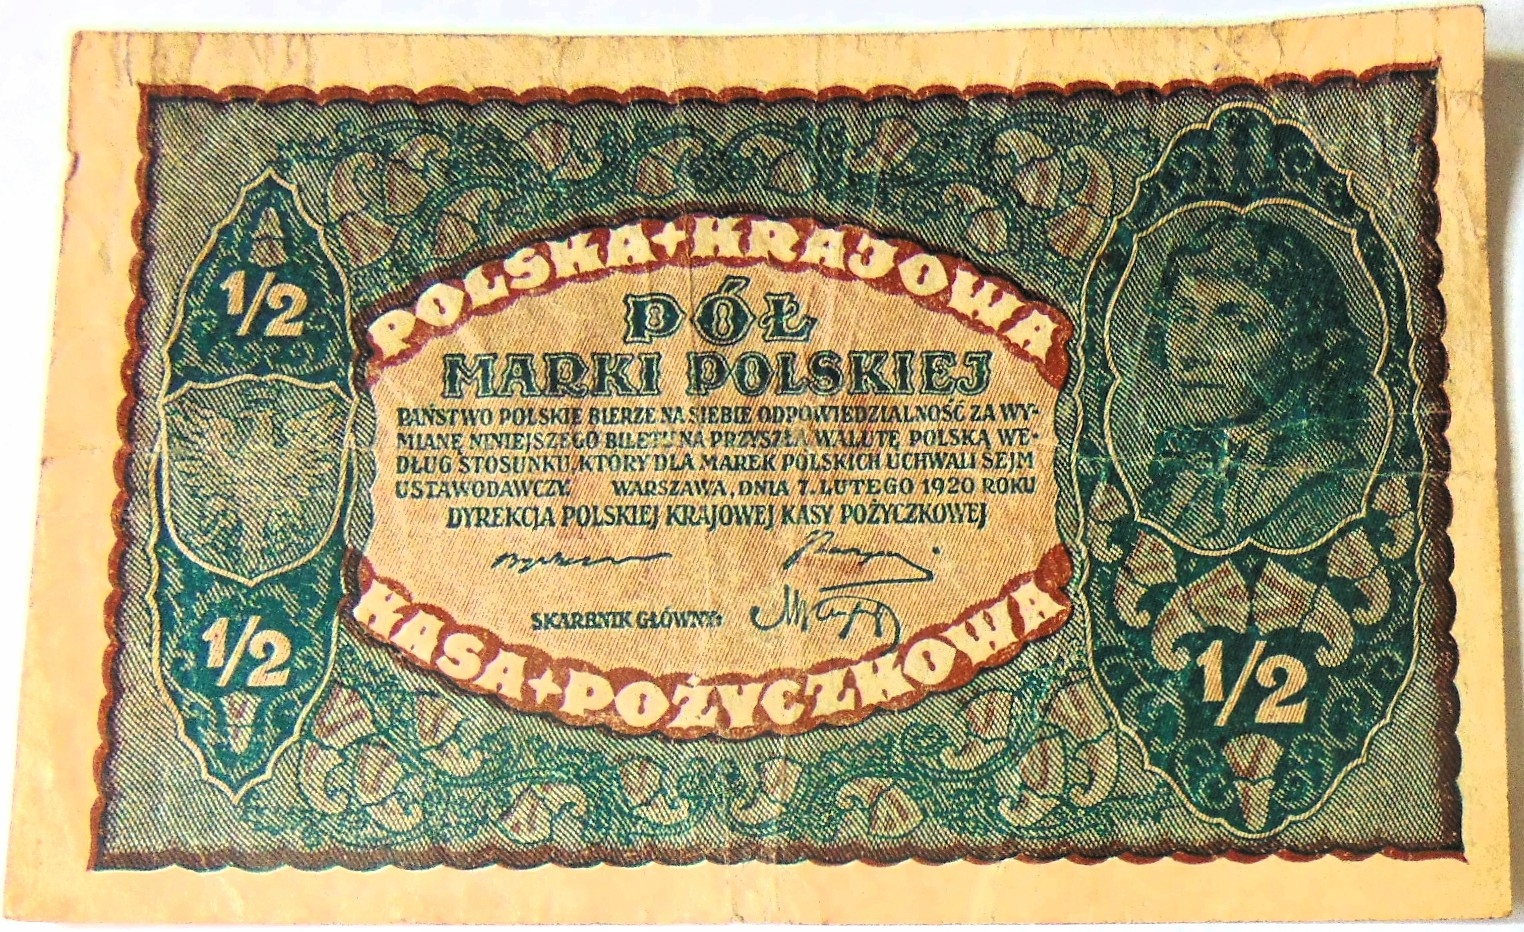 POLSKA+KRAJOWA
1/2
PÓŁ
MARKI POLSKIEJ
PAŃSTWO POLSKIE BIERZE NA SIEBIE ODPOWIEDZIALNOŚĆ ZA WY-
MIANĘ NINIEJSZEGO BILETU NA PRZYSZŁĄ WALUTĘ POLSKĄ WE-
DŁUG STOSUNKU, KTÓRY DLA MAREK POLSKICH UCHWALI SEJM
USTAWODAWCZY. WARSZAWA, DNIA 7. LUTEGO 1920 ROKU
DYREKCJA POLSKIEJ KRAJOWEJ KASY POŻYCZKOWEJ
SKARBNIK GŁÓWNY:
KASA+POŻYCZKOWA
1/2
1/2